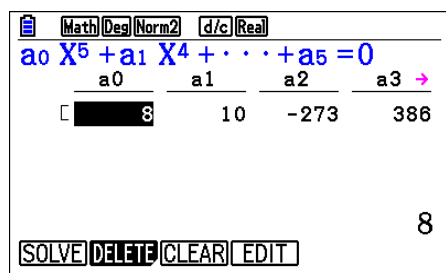 Math Deg Norm2 d/c Real
a0 X⁵ + a1 X⁴ + · · · + a5 = 0
a0 a1 a2 a3 →
8 10 -273 386
8
SOLVE DELETE CLEAR EDIT